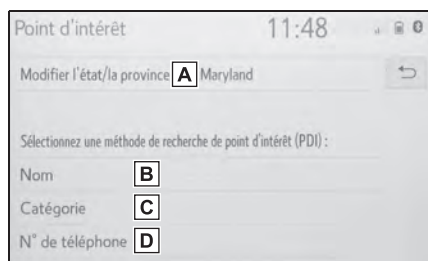 Point d'intérêt 11:48
Modifier l'état/la province A Maryland
Sélectionnez une méthode de recherche de point d'intérêt (PDI) :
Nom B
Catégorie C
N° de téléphone D